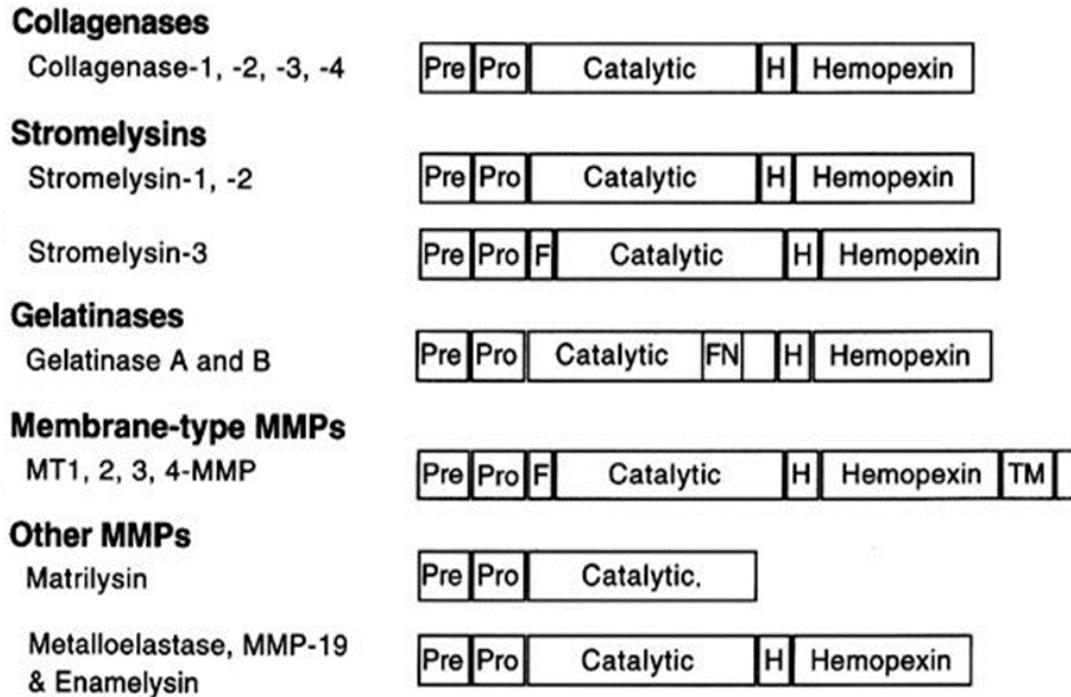 Collagenases
Collagenase-1, -2, -3, -4 Pre Pro Catalytic H Hemopexin
Stromelysins
Stromelysin-1, -2 Pre Pro Catalytic H Hemopexin
Stromelysin-3 Pre Pro F Catalytic H Hemopexin
Gelatinases
Gelatinase A and B Pre Pro Catalytic FN H Hemopexin
Membrane-type MMPs
MT1, 2, 3, 4-MMP Pre Pro F Catalytic H Hemopexin TM
Other MMPs
Matrilysin Pre Pro Catalytic.
Metalloelastase, MMP-19
& Enamelysin Pre Pro Catalytic H Hemopexin